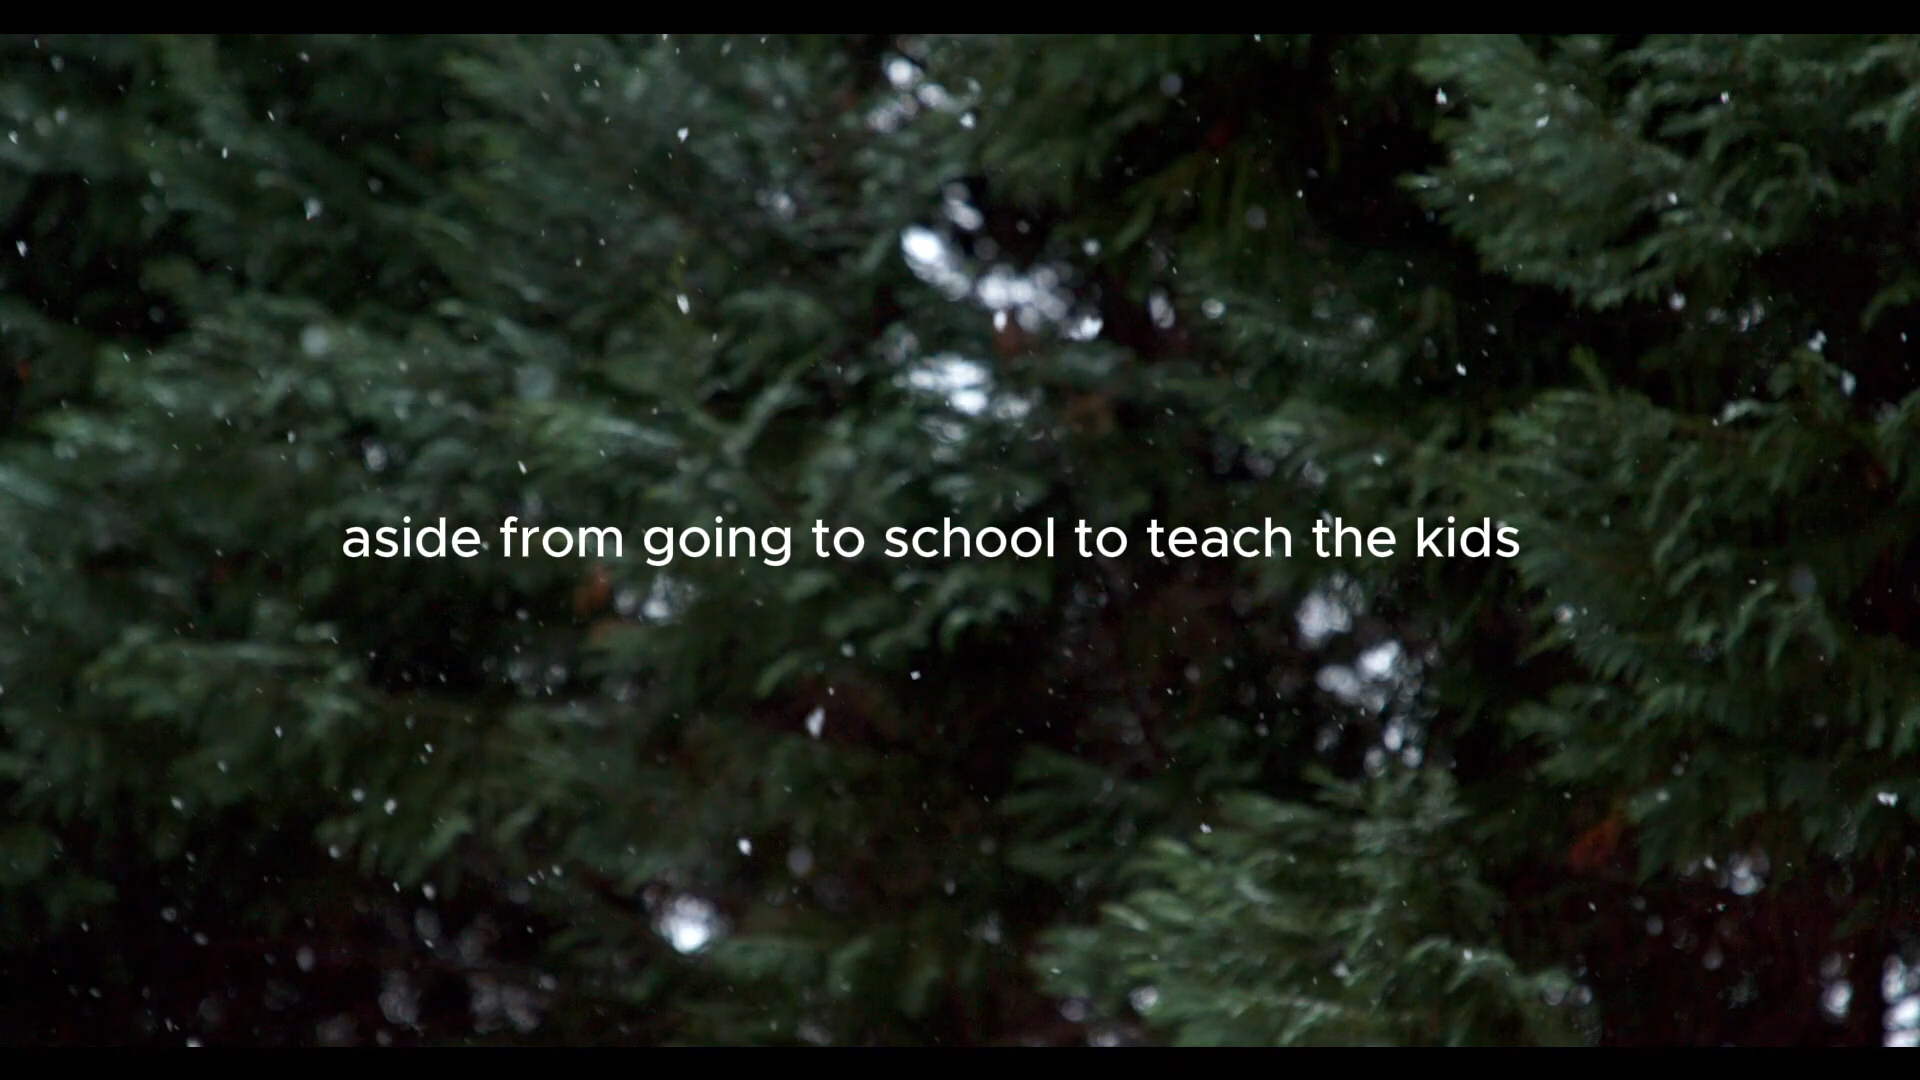 aside from going to school to teach the kids